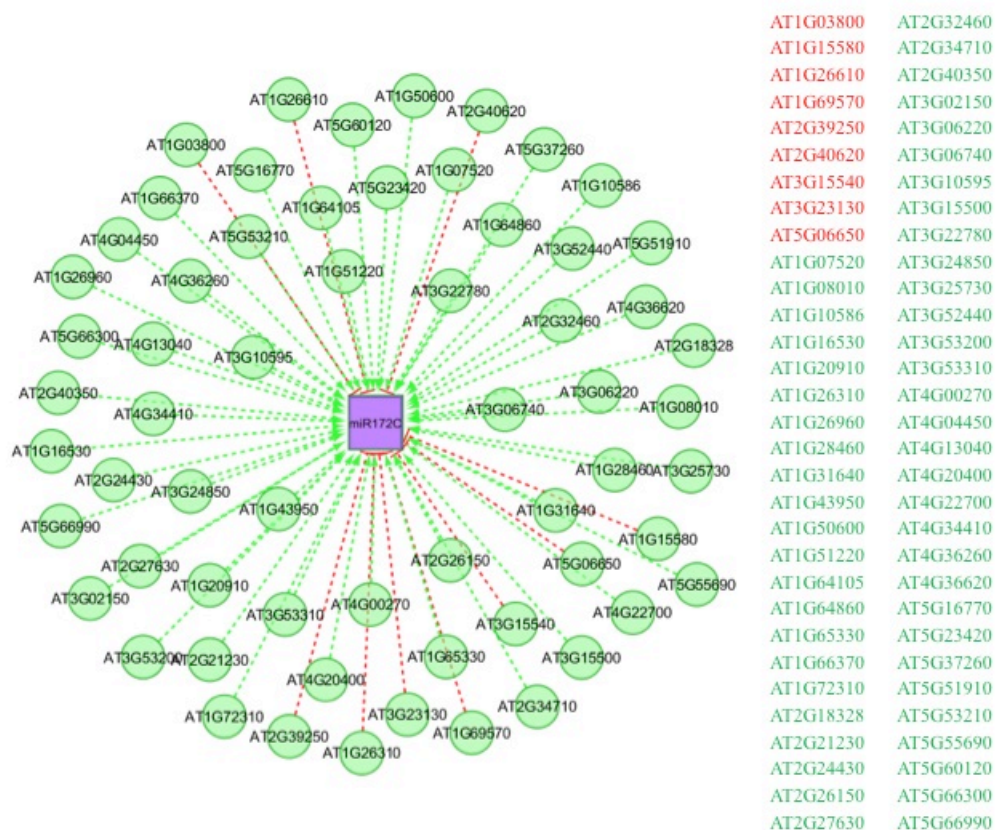 AT1G26610
AT1G50600
AT2G40620
AT5G60120
AT1G03800
AT5G37260
AT5G16770
AT1G07520
AT5G23420
AT1G10586
AT1G66370
AT1G64105
AT1G64860
AT5G53210
AT4G04450
AT3G52440
AT5G51910
AT1G51220
AT1G26960
AT4G36260
AT3G22780
AT4G36620
AT2G32460
AT5G66300
AT4G13040
AT2G18328
AT3G10595
AT2G40350
AT3G06220
AT4G34410
AT3G06740
AT1G08010
miR172C
AT1G16530
AT1G28460
AT3G25730
AT2G24430
AT3G24850
AT1G43950
AT1G31640
AT5G66990
AT1G15580
AT2G26150
AT2G27630
AT5G06650
AT1G20910
AT5G55690
AT3G02150
AT4G00270
AT3G53310
AT4G22700
AT3G15540
AT3G53200
AT2G21230
AT1G65330
AT3G15500
AT4G20400
AT2G34710
AT1G72310
AT3G23130
AT2G39250
AT1G69570
AT1G26310
AT1G03800 AT2G32460
AT1G15580 AT2G34710
AT1G26610 AT2G40350
AT1G69570 AT3G02150
AT2G39250 AT3G06220
AT2G40620 AT3G06740
AT3G15540 AT3G10595
AT3G23130 AT3G15500
AT5G06650 AT3G22780
AT1G07520 AT3G24850
AT1G08010 AT3G25730
AT1G10586 AT3G52440
AT1G16530 AT3G53200
AT1G20910 AT3G53310
AT1G26310 AT4G00270
AT1G26960 AT4G04450
AT1G28460 AT4G13040
AT1G31640 AT4G20400
AT1G43950 AT4G22700
AT1G50600 AT4G34410
AT1G51220 AT4G36260
AT1G64105 AT4G36620
AT1G64860 AT5G16770
AT1G65330 AT5G23420
AT1G66370 AT5G37260
AT1G72310 AT5G51910
AT2G18328 AT5G53210
AT2G21230 AT5G55690
AT2G24430 AT5G60120
AT2G26150 AT5G66300
AT2G27630 AT5G66990